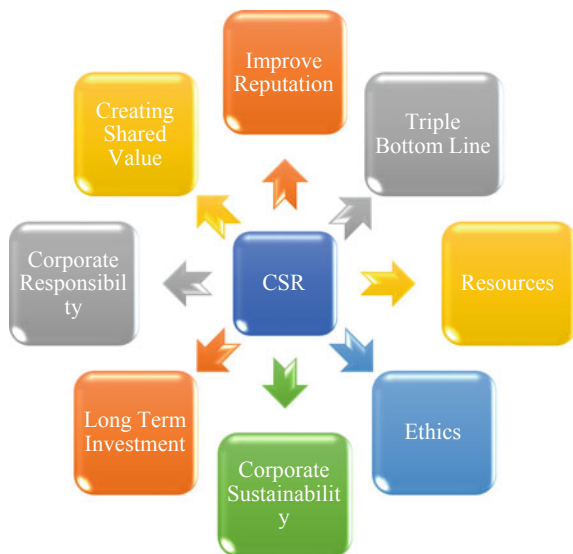 Improve
Reputation
Triple
Bottom Line
Resources
Ethics
Corporate
Sustainabilit
y
Long Term
Investment
Corporate
Responsibil
ty
Creating
Shared
Value
CSR